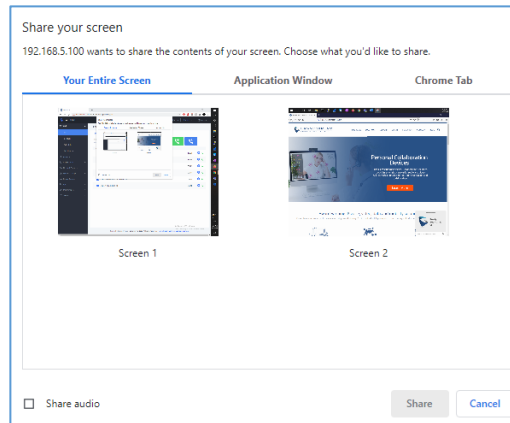 Share your screen
192.168.5.100 wants to share the contents of your screen. Choose what you'd like to share.
Your Entire Screen
Application Window
Chrome Tab
Personal Collaboration
Devices
Screen 1
Screen 2
Share audio
Share
Cancel